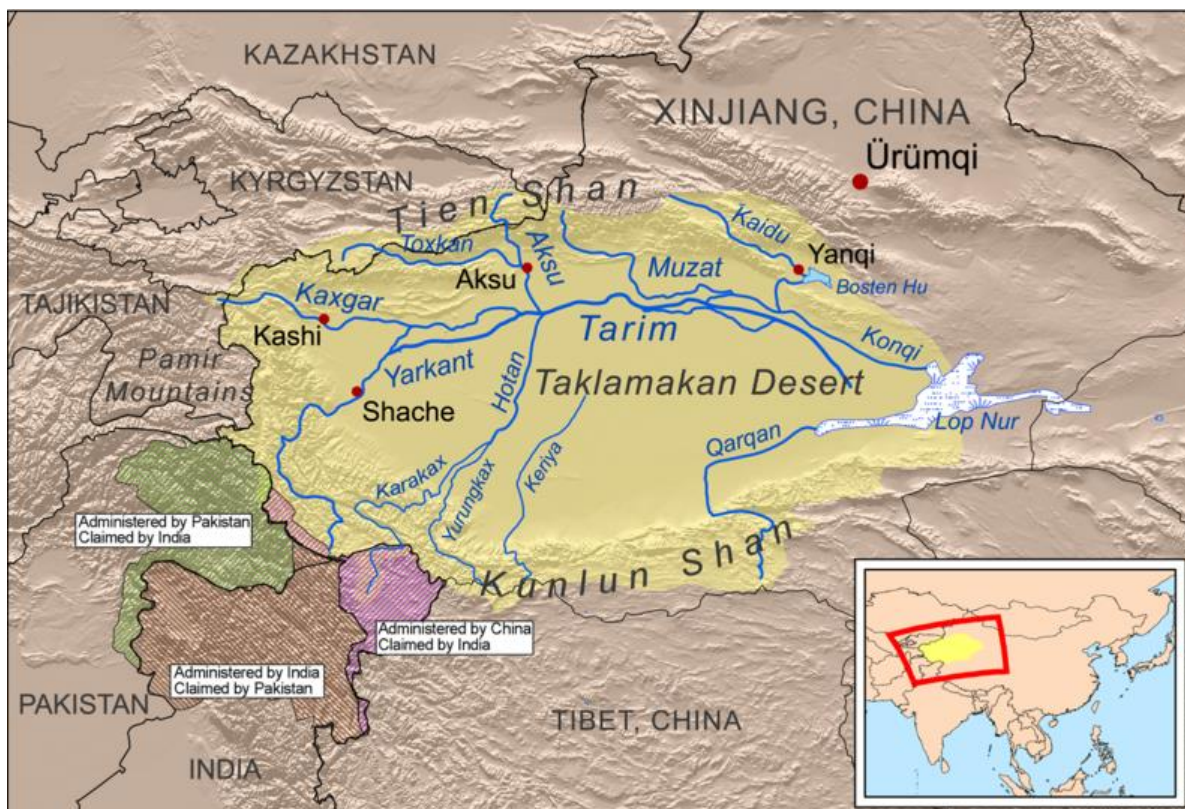 KAZAKHSTAN
XINJIANG, CHINA
Ürümqi
KYRGYZSTAN
Tien Shan
Toxkan
Aksu
Aksu
Muzat
Kaidu
Yanqi
Bosten Hu
TAJIKISTAN
Kaxgar
Kashi
Tarim
Konqi
Pamir
Mountains
Yarkant
Shache
Hotan
Taklamakan Desert
Lop Nur
Qarqan
Karakax
Yurungkax
Keriya
Kunlun Shan
Administered by Pakistan
Claimed by India
Administered by China
Claimed by India
Administered by India
Claimed by Pakistan
PAKISTAN
INDIA
TIBET, CHINA